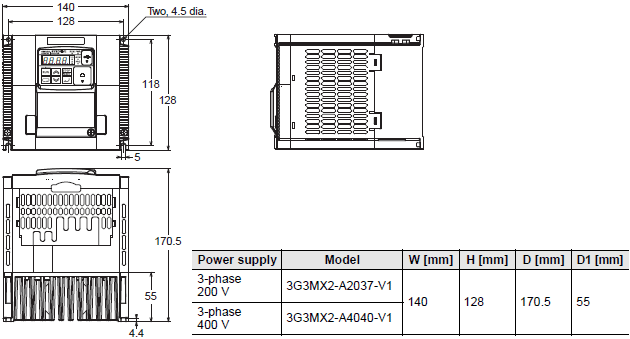 140
128
Two, 4.5 dia.
118
128
5
170.5
55
4.4
Power supply Model W [mm] H [mm] D [mm] D1 [mm]
3-phase
200 V
3G3MX2-A2037-V1
140 128 170.5 55
3-phase
400 V
3G3MX2-A4040-V1